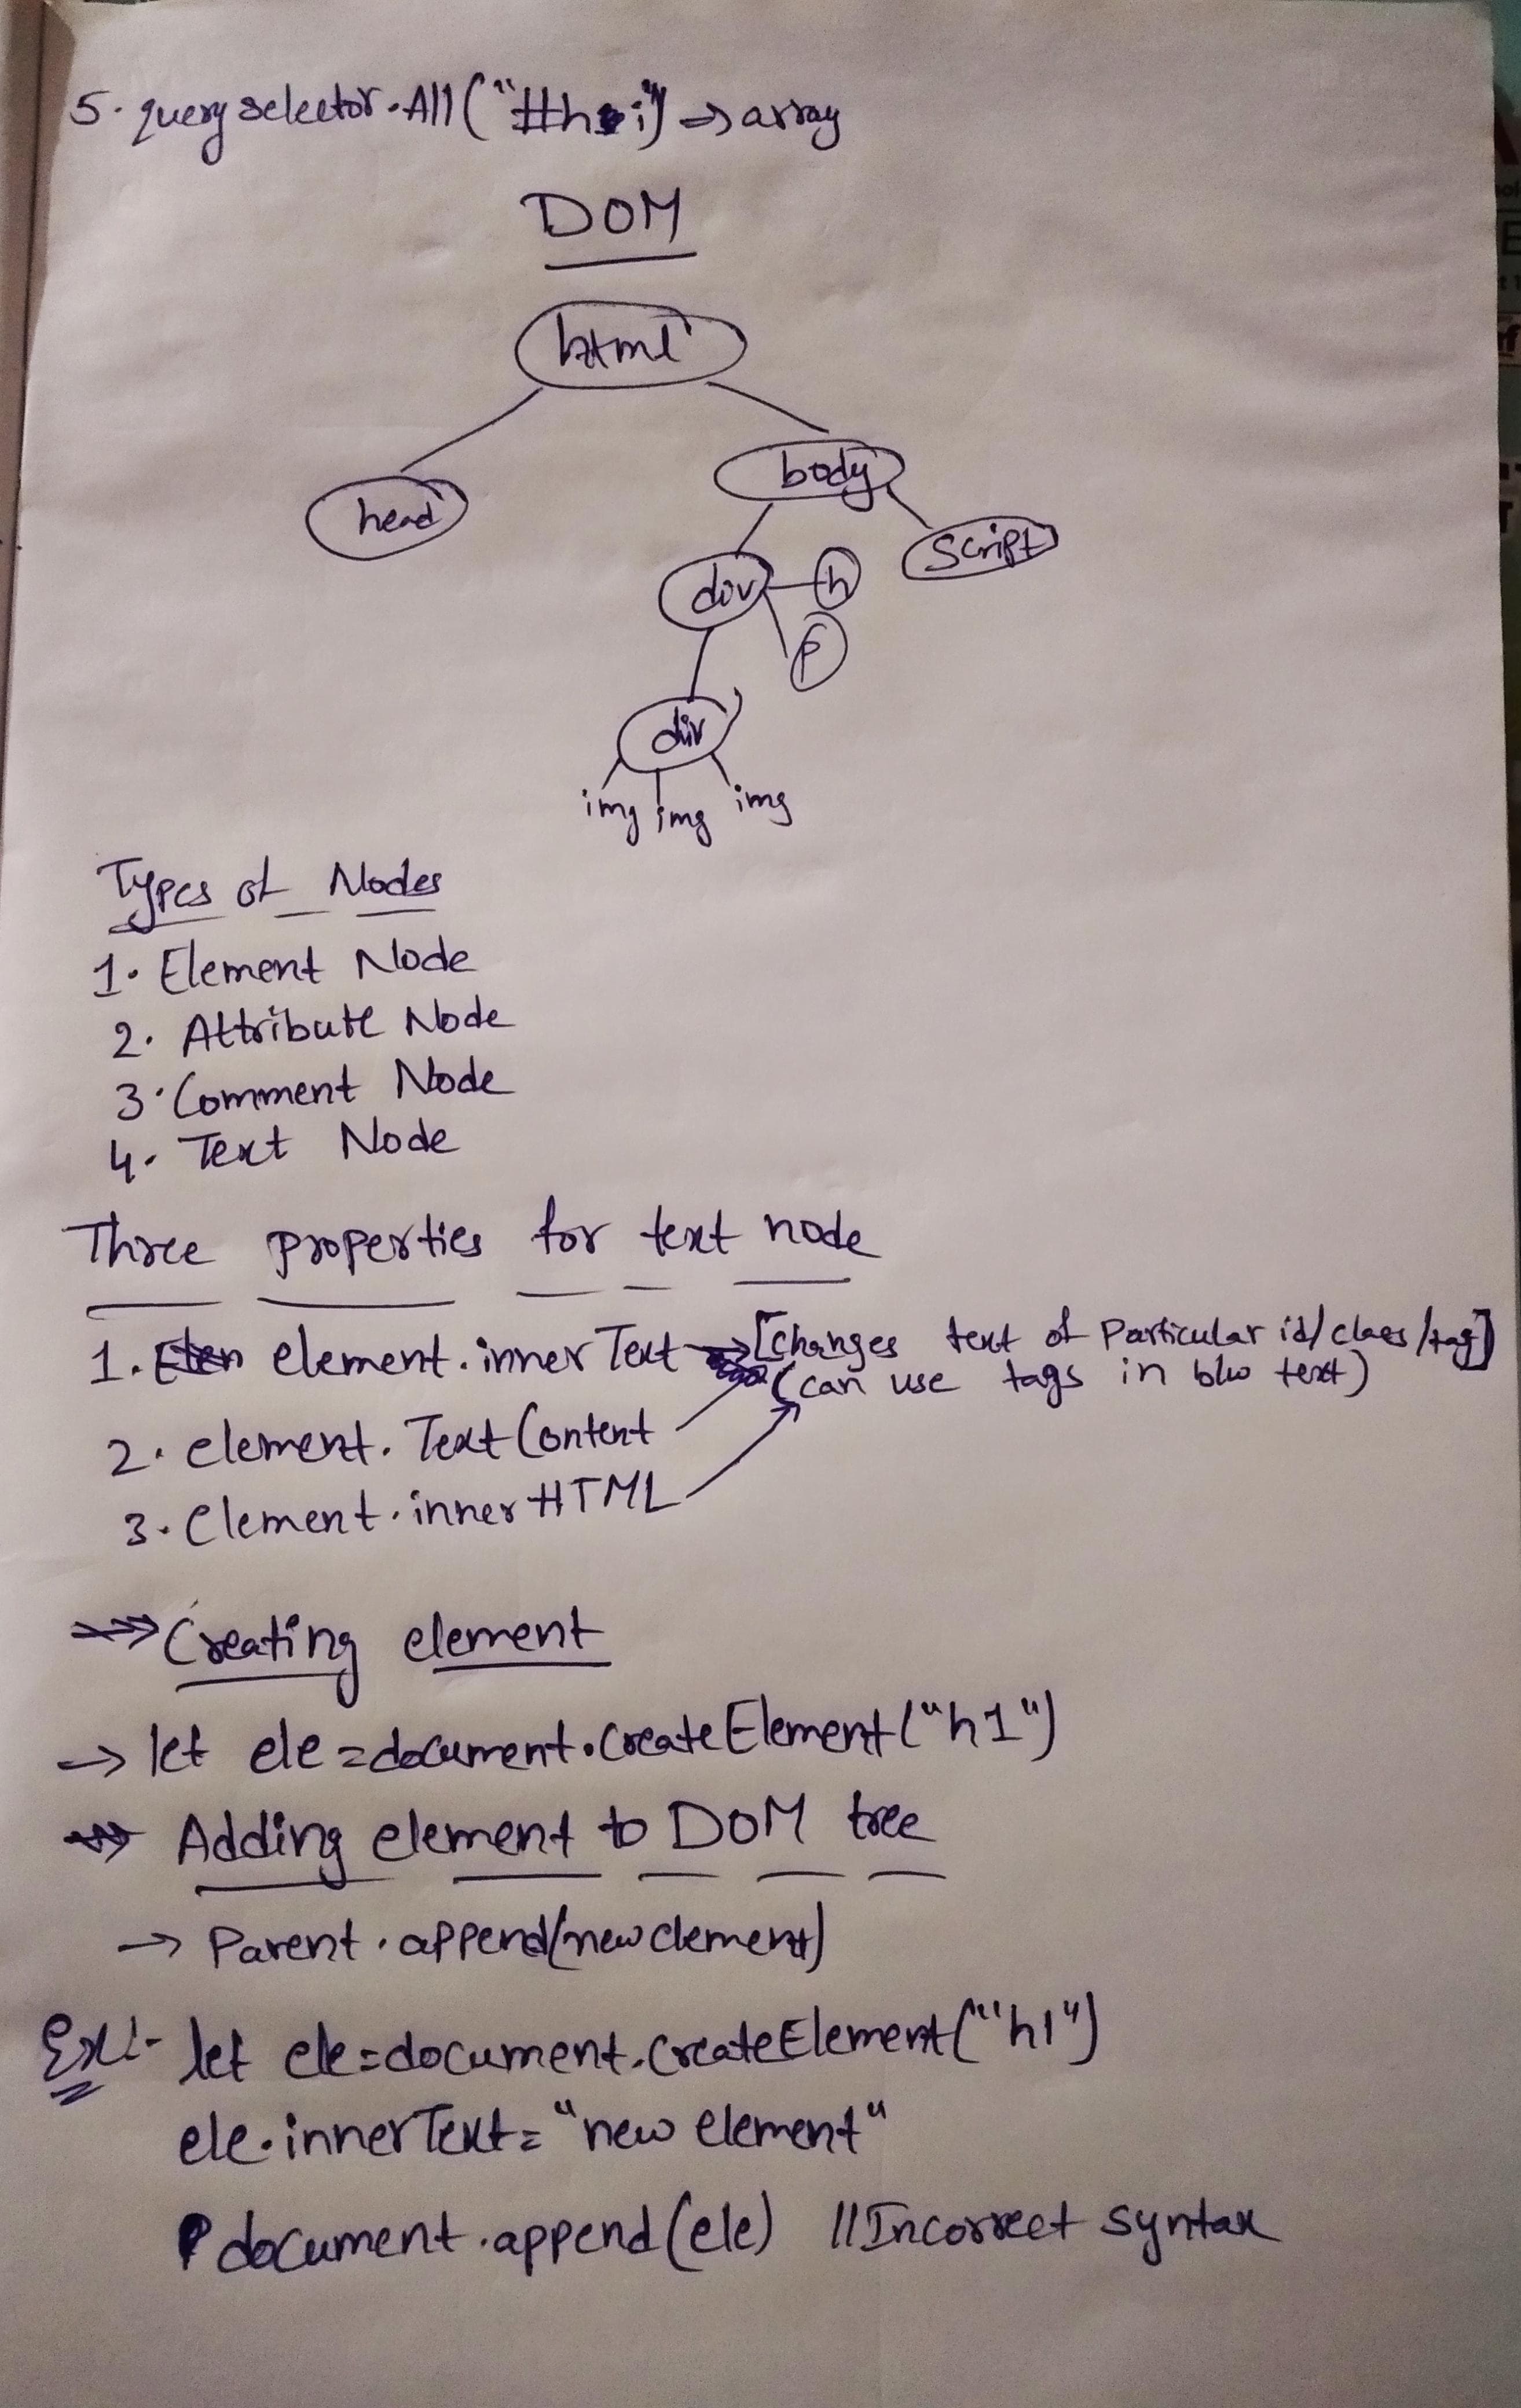 5. queryselector.All("#hi") => array
DOM
html
head
body
script
div
h
p
div
img img img
Types of Nodes
1. Element Node
2. Attribute Node
3. Comment Node
4. Text Node
Three properties for text node
1. element.innerText → [Changes text of Particular id/class/tag]
(can use tags in b/w text)
2. element.TextContent
3. Element.innerHTML
=>> Creating element
→ let ele = document.createElement("h1")
=>> Adding element to DOM tree
→ Parent.append(new element)
Ex:- let ele = document.createElement("h1")
ele.innerText = "new element"
document.append(ele) //Incorrect syntax